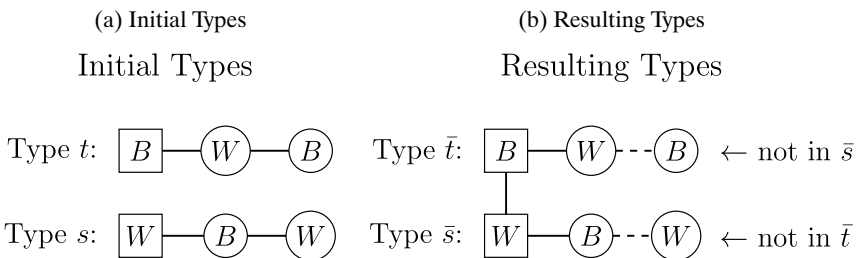 (a) Initial Types
(b) Resulting Types
Initial Types
Resulting Types
Type t: B W B
Type t̄: B W B ← not in s̄
Type s: W B W
Type s̄: W B W ← not in t̄